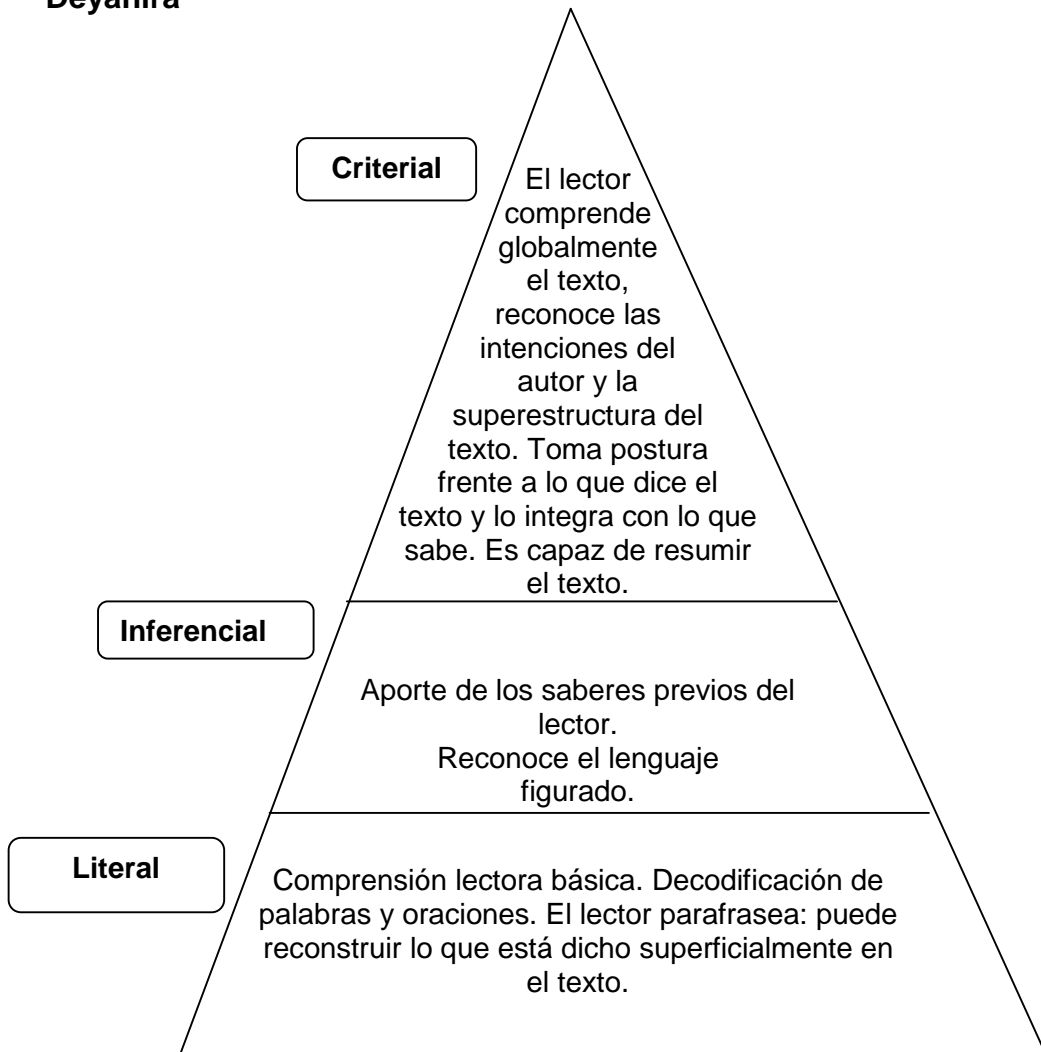 Deyanira
Criterial
El lector
comprende
globalmente
el texto,
reconoce las
intenciones del
autor y la
superestructura del
texto. Toma postura
frente a lo que dice el
texto y lo integra con lo que
sabe. Es capaz de resumir
el texto.
Inferencial
Aporte de los saberes previos del
lector.
Reconoce el lenguaje
figurado.
Literal
Comprensión lectora básica. Decodificación de
palabras y oraciones. El lector parafrasea: puede
reconstruir lo que está dicho superficialmente en
el texto.